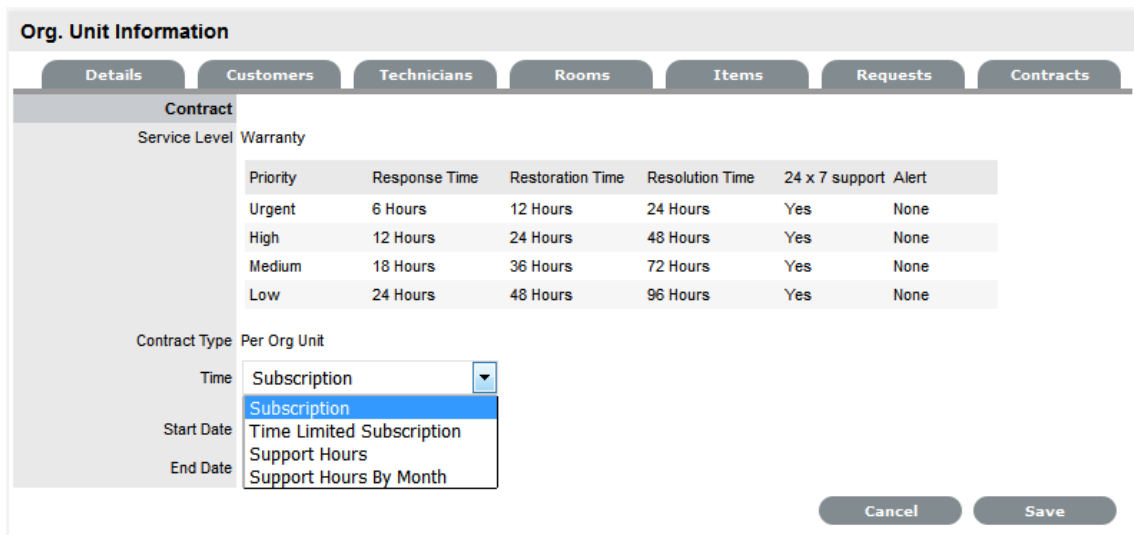 Org. Unit Information
Details Customers Technicians Rooms Items Requests Contracts
Contract
Service Level Warranty
Priority Response Time Restoration Time Resolution Time 24 x 7 support Alert
Urgent 6 Hours 12 Hours 24 Hours Yes None
High 12 Hours 24 Hours 48 Hours Yes None
Medium 18 Hours 36 Hours 72 Hours Yes None
Low 24 Hours 48 Hours 96 Hours Yes None
Contract Type Per Org Unit
Time Subscription
Subscription
Start Date Time Limited Subscription
Support Hours
End Date Support Hours By Month
Cancel Save